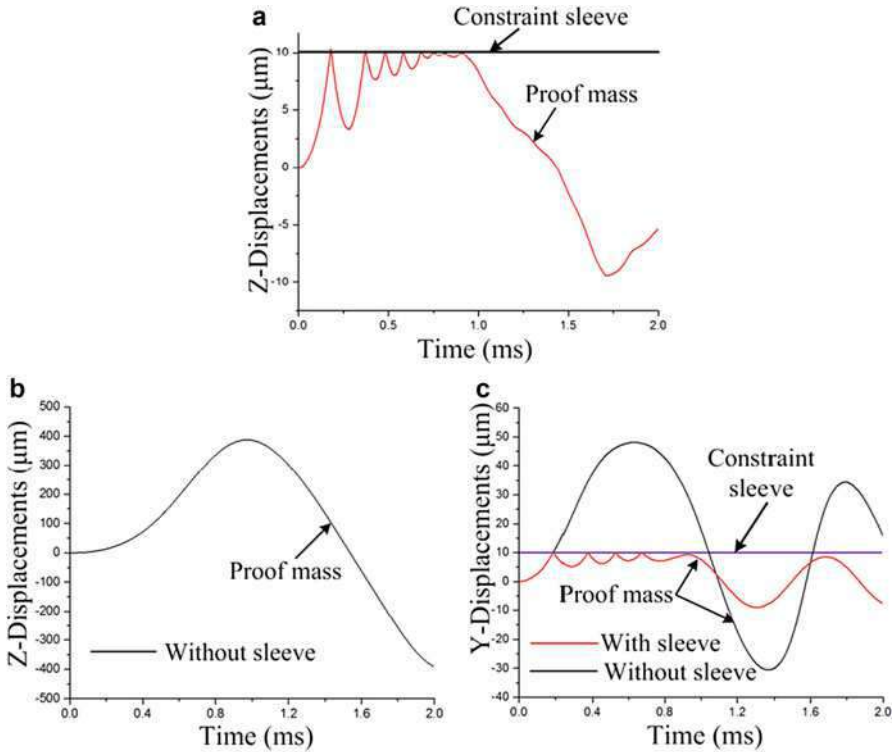 a
Constraint sleeve
Z-Displacements (μm)
10
5
0
-5
-10
Proof mass
0.0 0.5 1.0 1.5 2.0
Time (ms)
b
Z-Displacements (μm)
500
400
300
200
100
0
-100
-200
-300
-400
-500
Proof mass
Without sleeve
0.0 0.4 0.8 1.2 1.6 2.0
Time (ms)
c
Y-Displacements (μm)
60
50
40
30
20
10
0
-10
-20
-30
-40
Constraint
sleeve
Proof mass
With sleeve
Without sleeve
0.0 0.4 0.8 1.2 1.6 2.0
Time (ms)